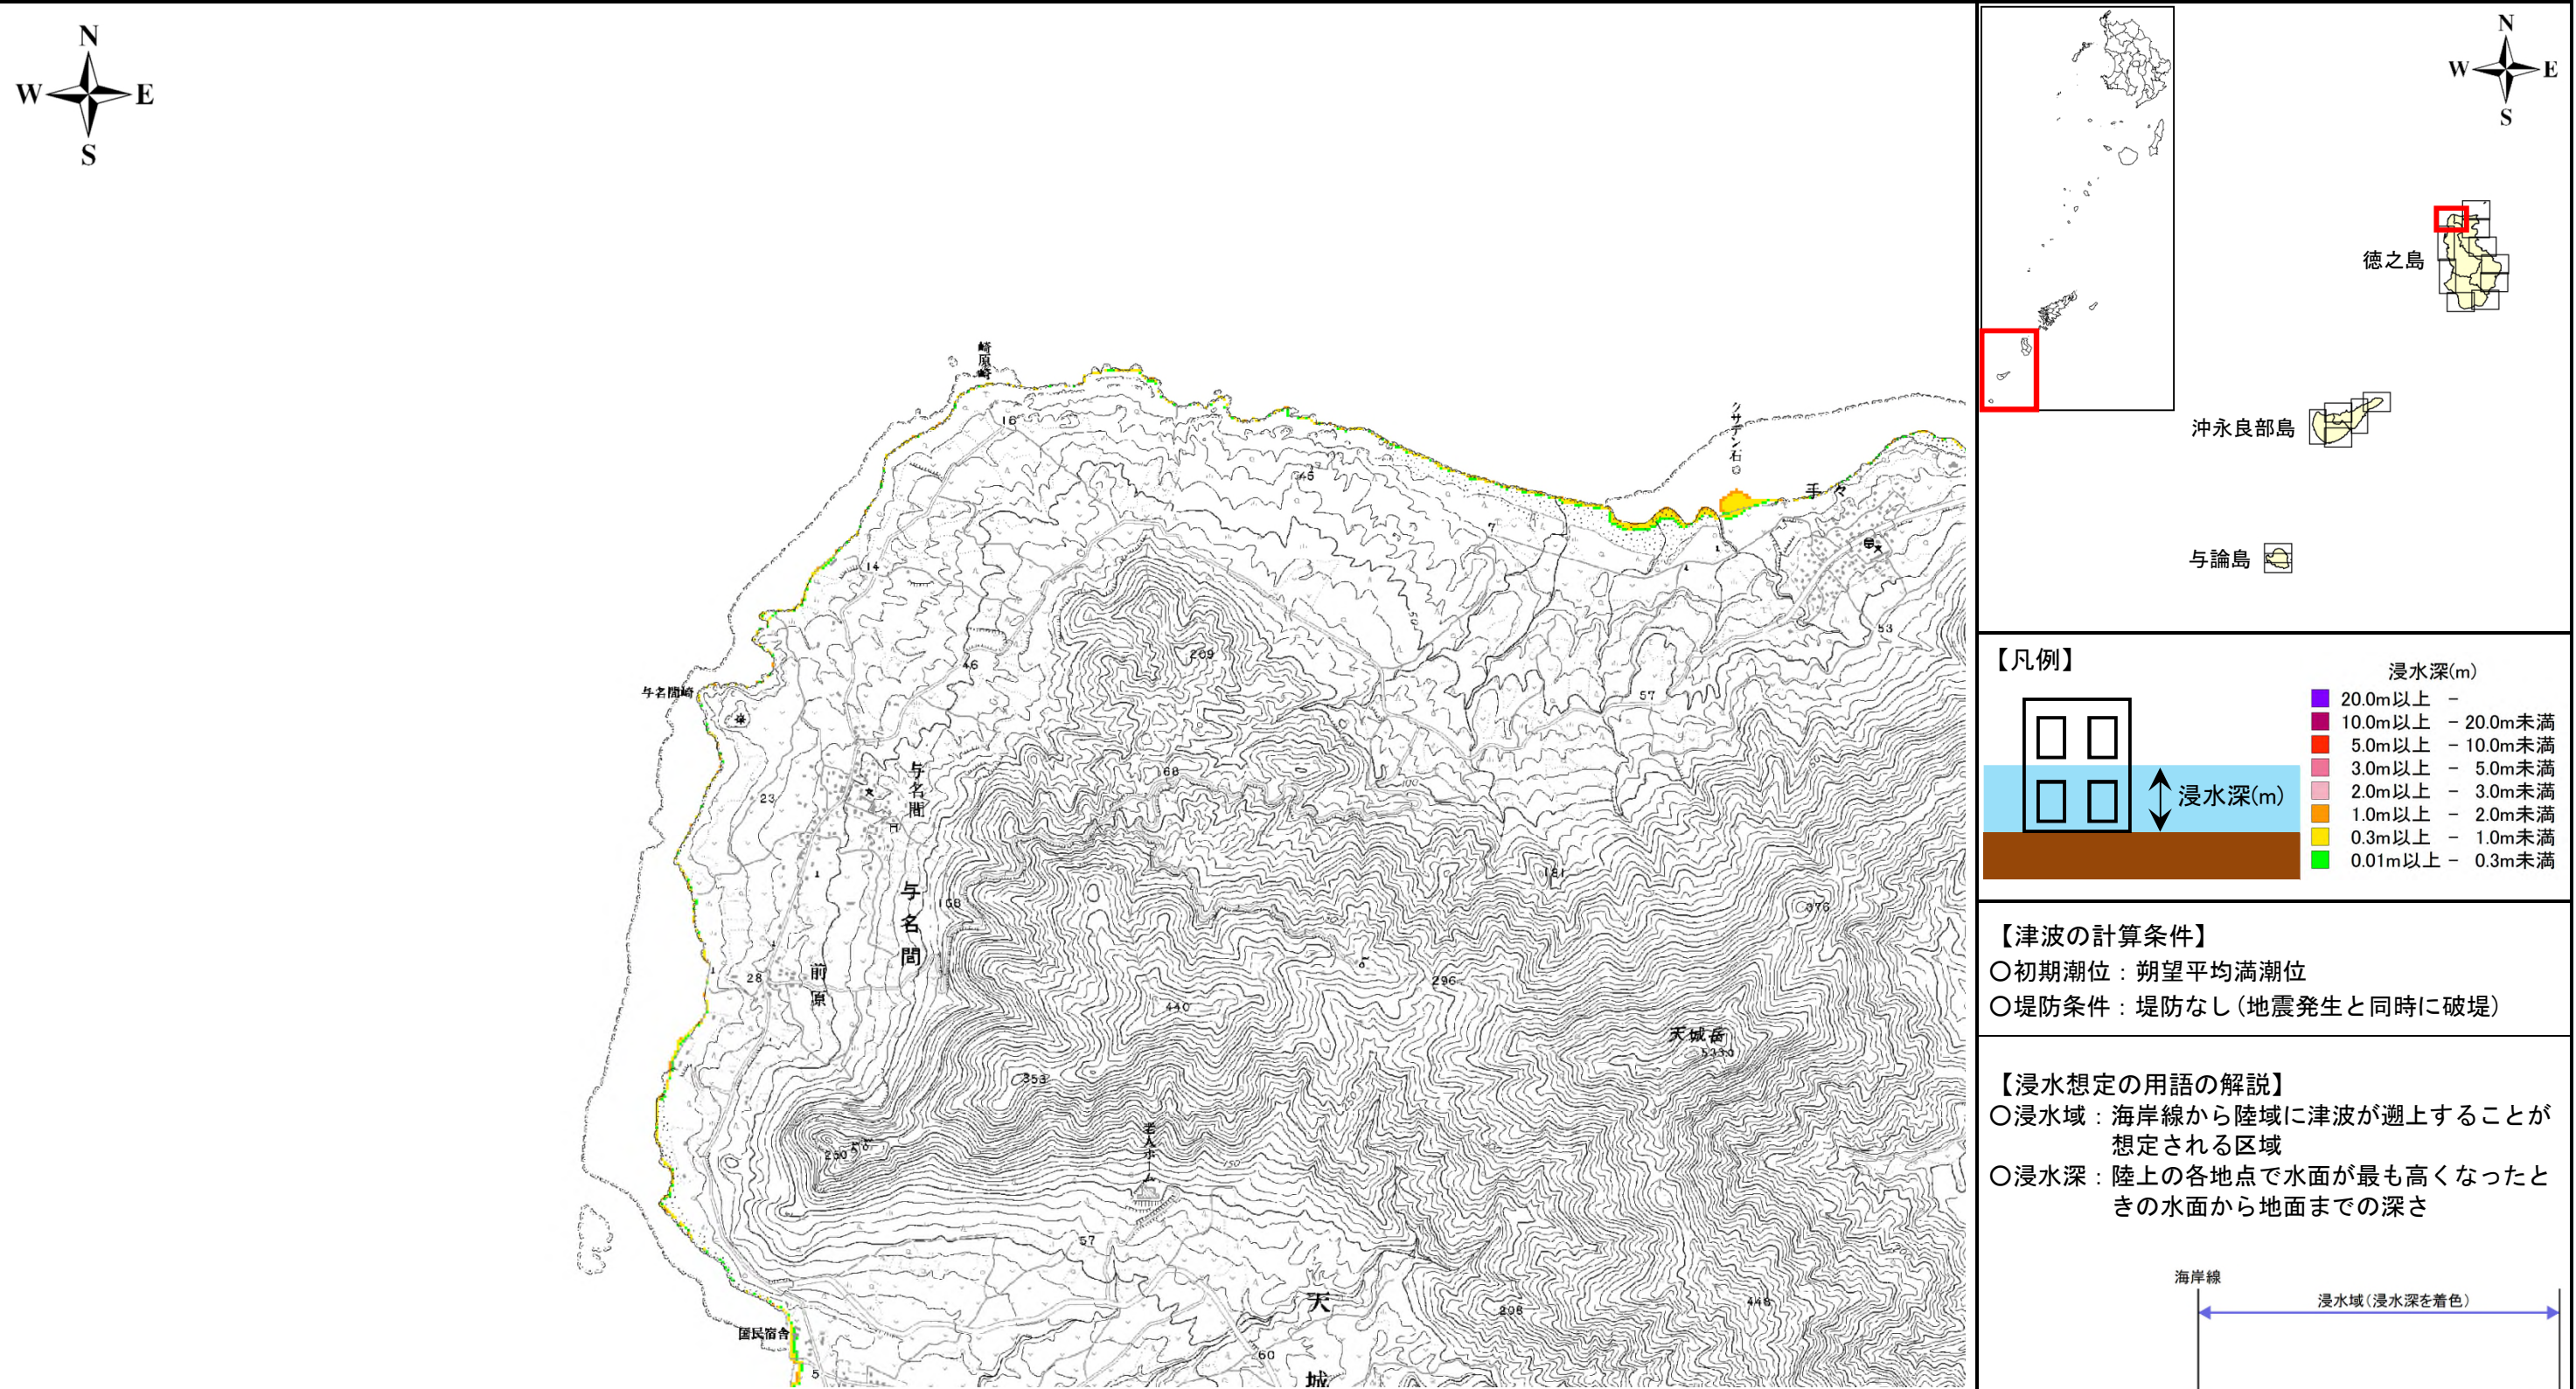 N
W E
S
崎原崎
16
クサデン石
手々
45
7
14
53
269
46
与名間崎
57
与名間
160
23
181
与名間
168
376
28
前原
296
440
天城岳
353
老人ホーム
250
57
天城
298
448
国民宿舎
60
5
N
W E
S
徳之島
沖永良部島
与論島
【凡例】
浸水深(m)
浸水深(m)
20.0m以上 -
10.0m以上 - 20.0m未満
5.0m以上 - 10.0m未満
3.0m以上 - 5.0m未満
2.0m以上 - 3.0m未満
1.0m以上 - 2.0m未満
0.3m以上 - 1.0m未満
0.01m以上 - 0.3m未満
【津波の計算条件】
○初期潮位：朔望平均満潮位
○堤防条件：堤防なし（地震発生と同時に破堤）
【浸水想定の用語の解説】
○浸水域：海岸線から陸域に津波が遡上することが
想定される区域
○浸水深：陸上の各地点で水面が最も高くなったと
きの水面から地面までの深さ
海岸線
浸水域（浸水深を着色）